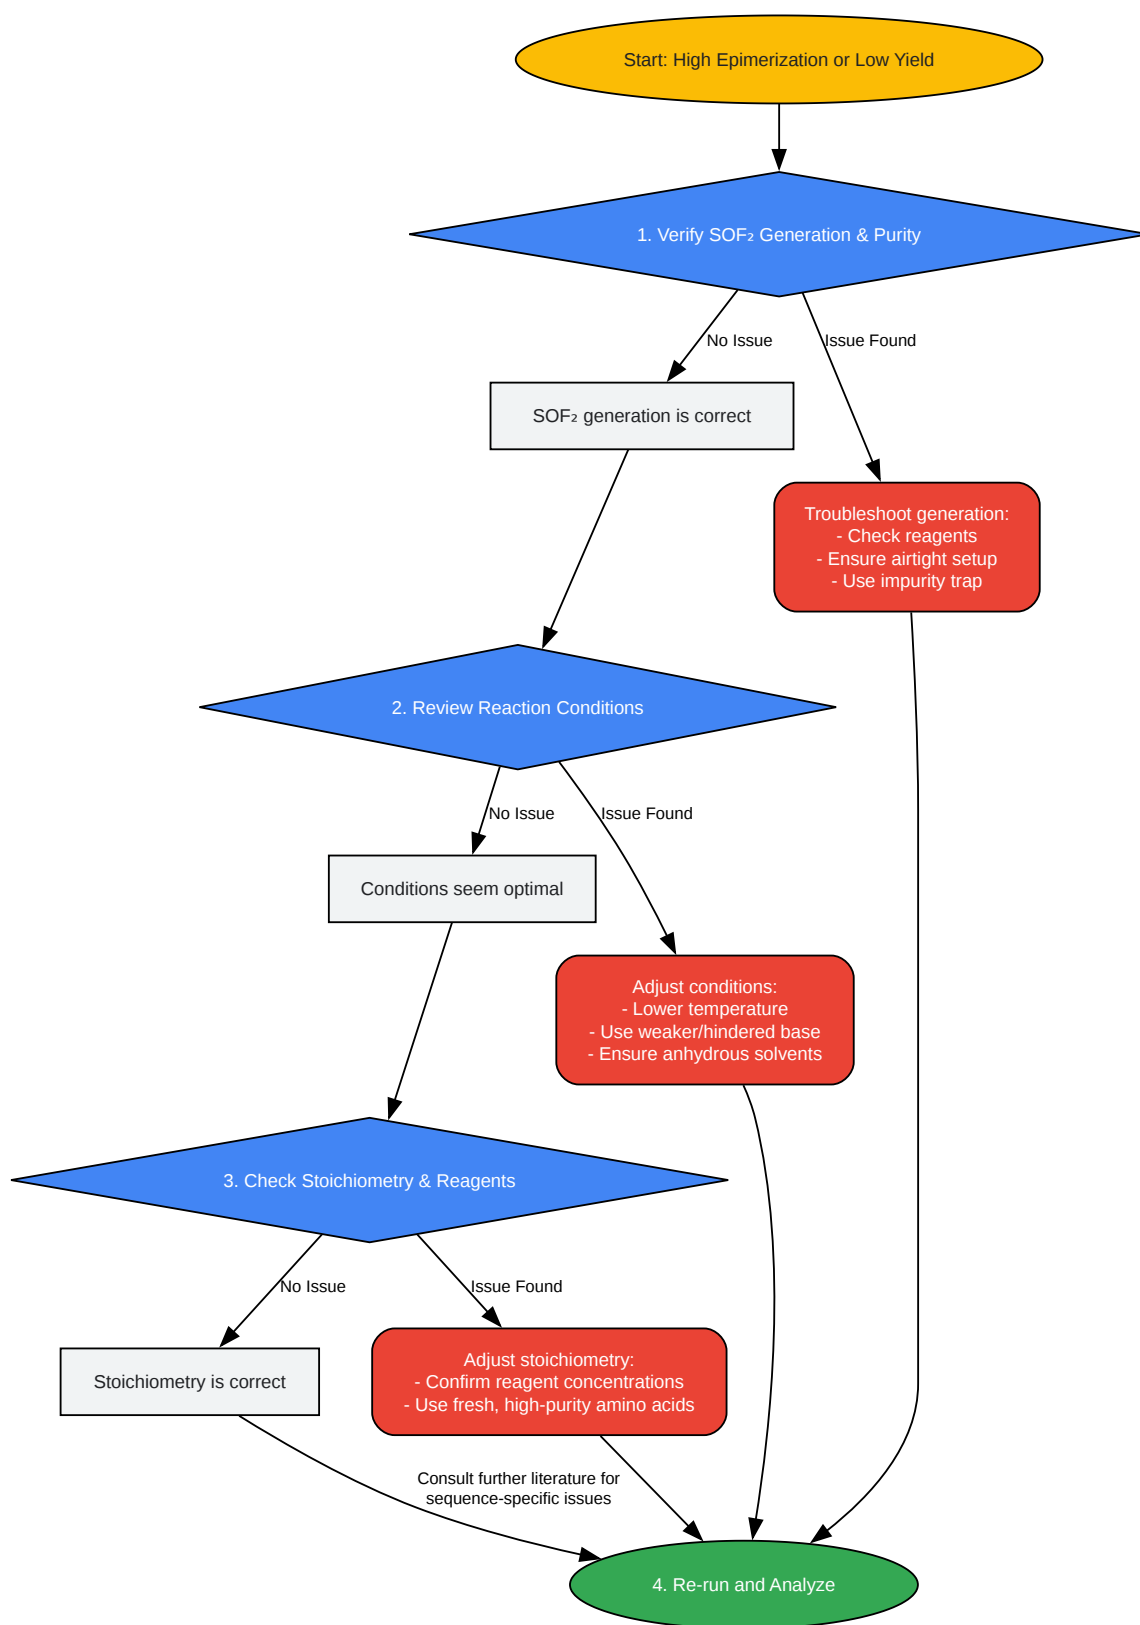 Start: High Epimerization or Low Yield
1. Verify SOF₂ Generation & Purity
No Issue
Issue Found
SOF₂ generation is correct
Troubleshoot generation:
- Check reagents
- Ensure airtight setup
- Use impurity trap
2. Review Reaction Conditions
No Issue
Issue Found
Conditions seem optimal
Adjust conditions:
- Lower temperature
- Use weaker/hindered base
- Ensure anhydrous solvents
3. Check Stoichiometry & Reagents
No Issue
Issue Found
Stoichiometry is correct
Adjust stoichiometry:
- Confirm reagent concentrations
- Use fresh, high-purity amino acids
Consult further literature for
sequence-specific issues
4. Re-run and Analyze